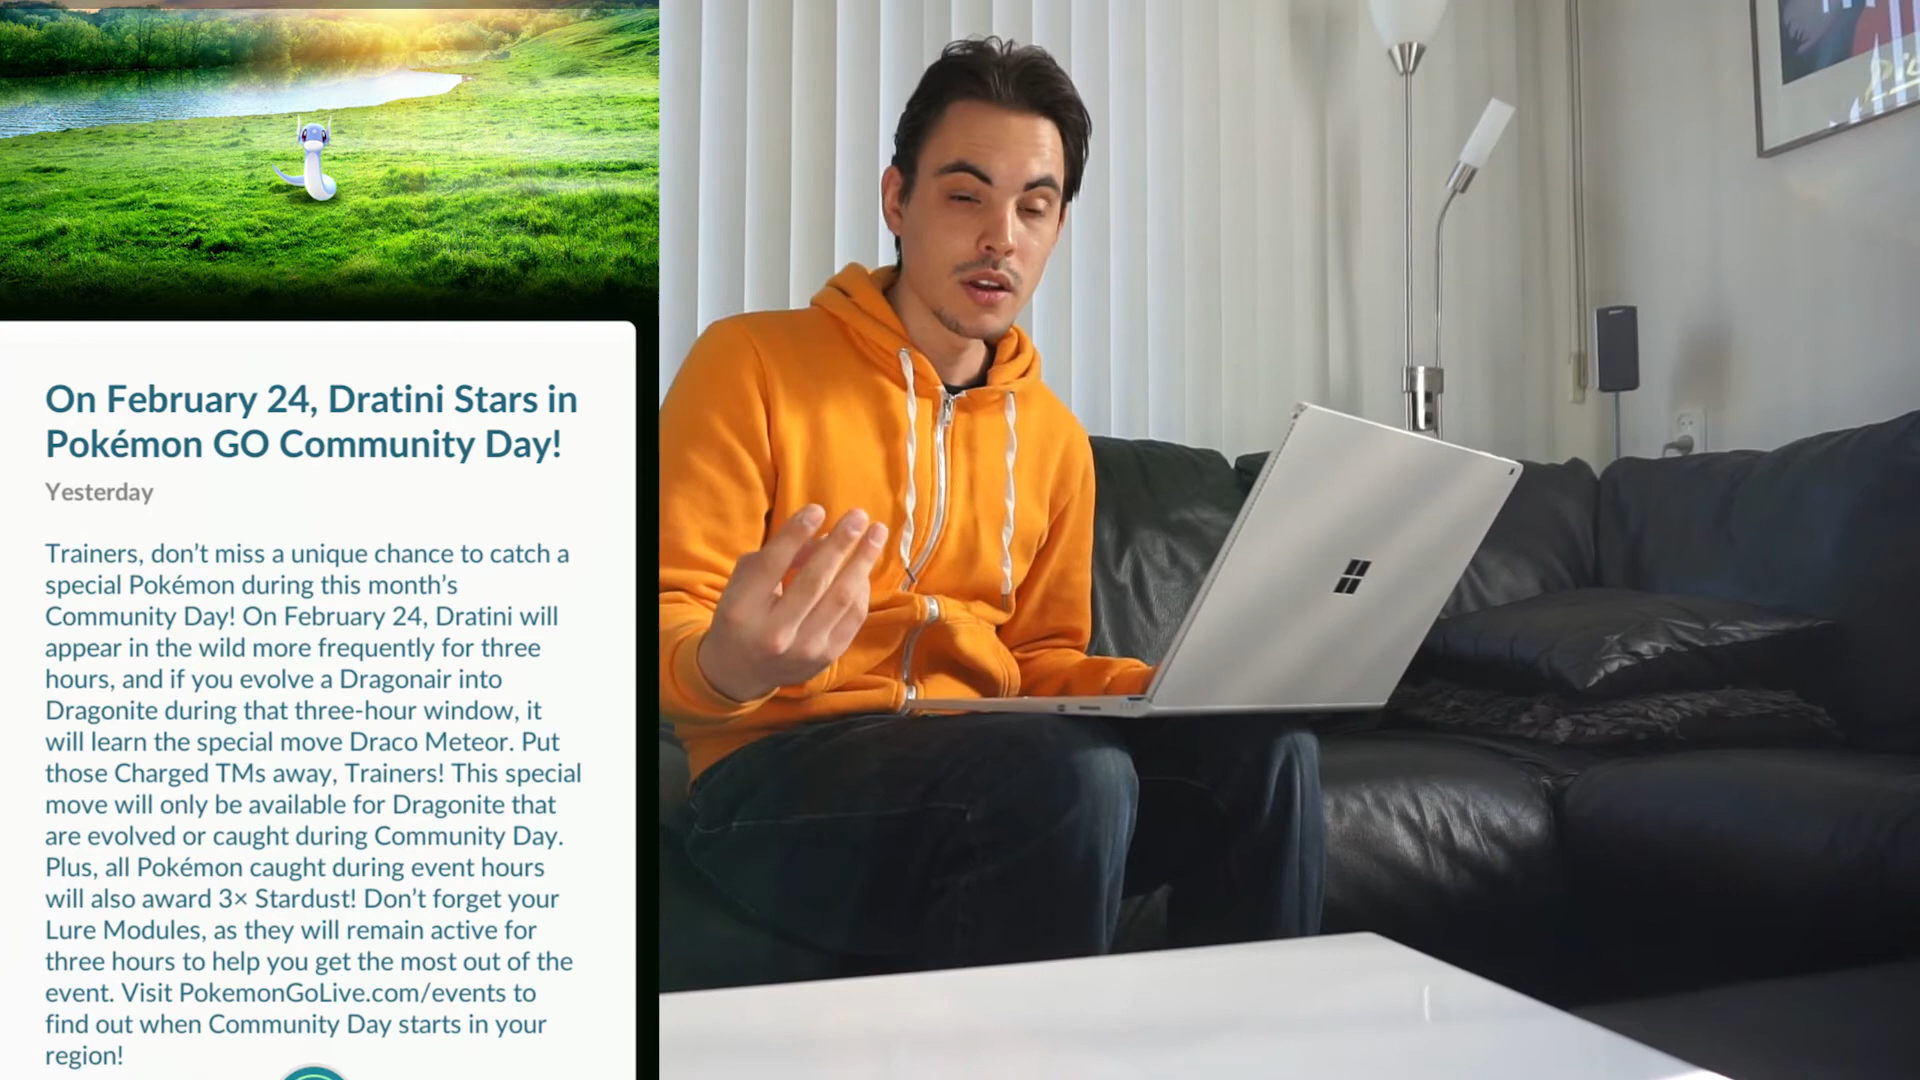 On February 24, Dratini Stars in
Pokémon GO Community Day!
Yesterday
Trainers, don't miss a unique chance to catch a
special Pokémon during this month's
Community Day! On February 24, Dratini will
appear in the wild more frequently for three
hours, and if you evolve a Dragonair into
Dragonite during that three-hour window, it
will learn the special move Draco Meteor. Put
those Charged TMs away, Trainers! This special
move will only be available for Dragonite that
are evolved or caught during Community Day.
Plus, all Pokémon caught during event hours
will also award 3× Stardust! Don't forget your
Lure Modules, as they will remain active for
three hours to help you get the most out of the
event. Visit PokemonGoLive.com/events to
find out when Community Day starts in your
region!